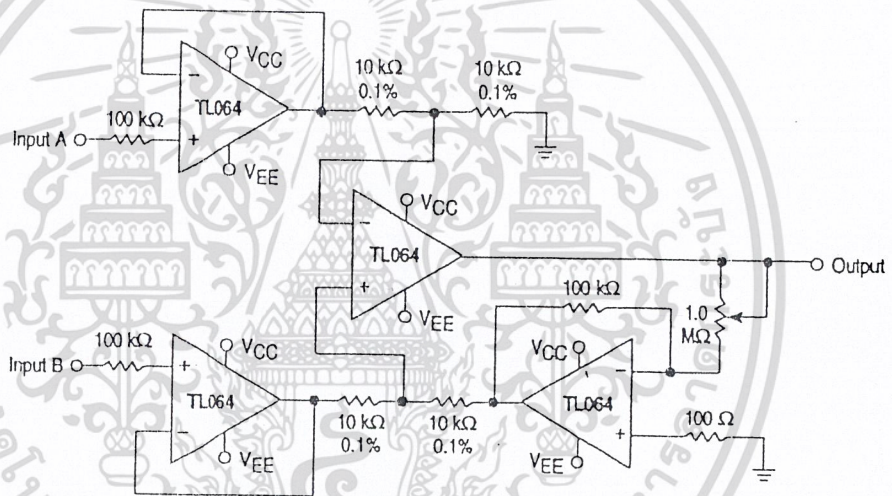 VCC
10 kΩ
0.1%
10 kΩ
0.1%
TL064
100 kΩ
Input A
VEE
VCC
TL064
VEE
Output
100 kΩ
1.0
MΩ
100 kΩ
Input B
VCC
TL064
VEE
10 kΩ
0.1%
10 kΩ
0.1%
VCC
TL064
VEE
100 Ω